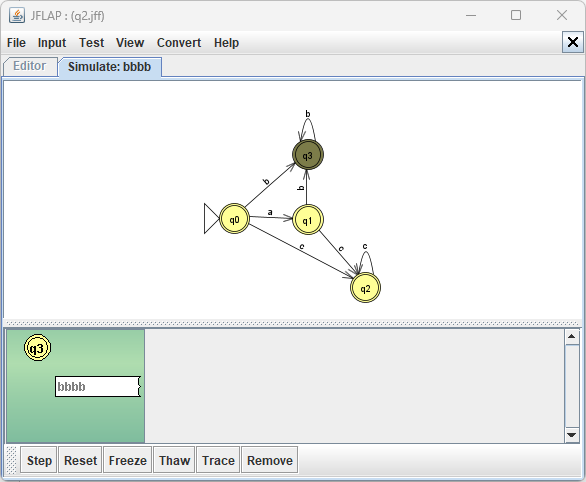 JFLAP : (q2.jff)
File Input Test View Convert Help
Editor Simulate: bbbb
b
q3
b
b
q0
a
q1
c
c
c
q2
q3
bbbb
Step Reset Freeze Thaw Trace Remove